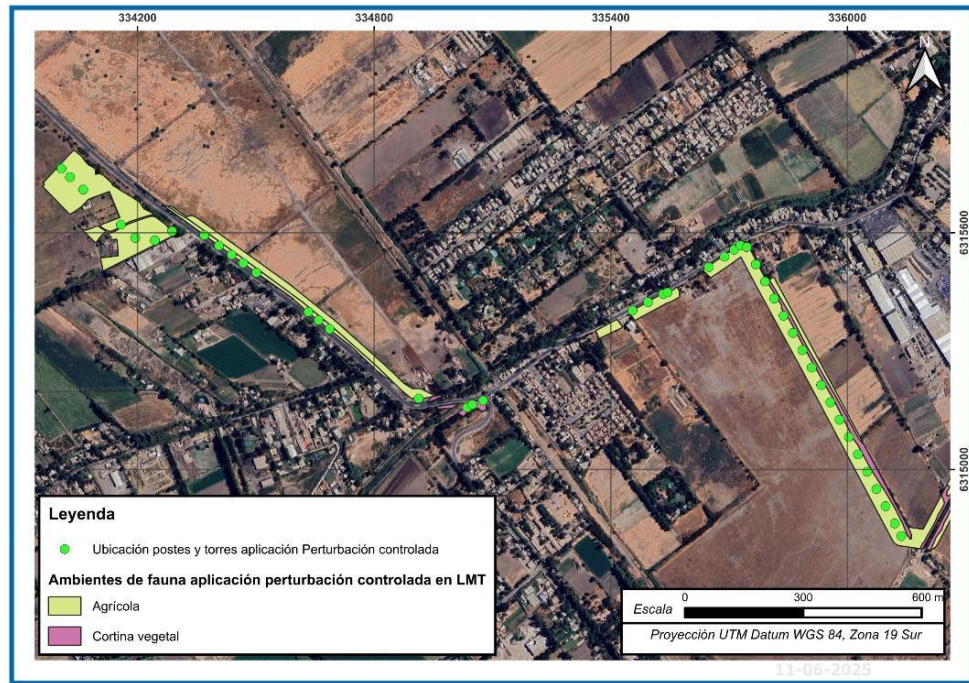 334200 334800 335400 336000
N
6315600
6315000
Leyenda
Ubicación postes y torres aplicación Perturbación controlada
Ambientes de fauna aplicación perturbación controlada en LMT
Agrícola
Cortina vegetal
0 300 600 m
Escala
Proyección UTM Datum WGS 84, Zona 19 Sur
11-06-2025